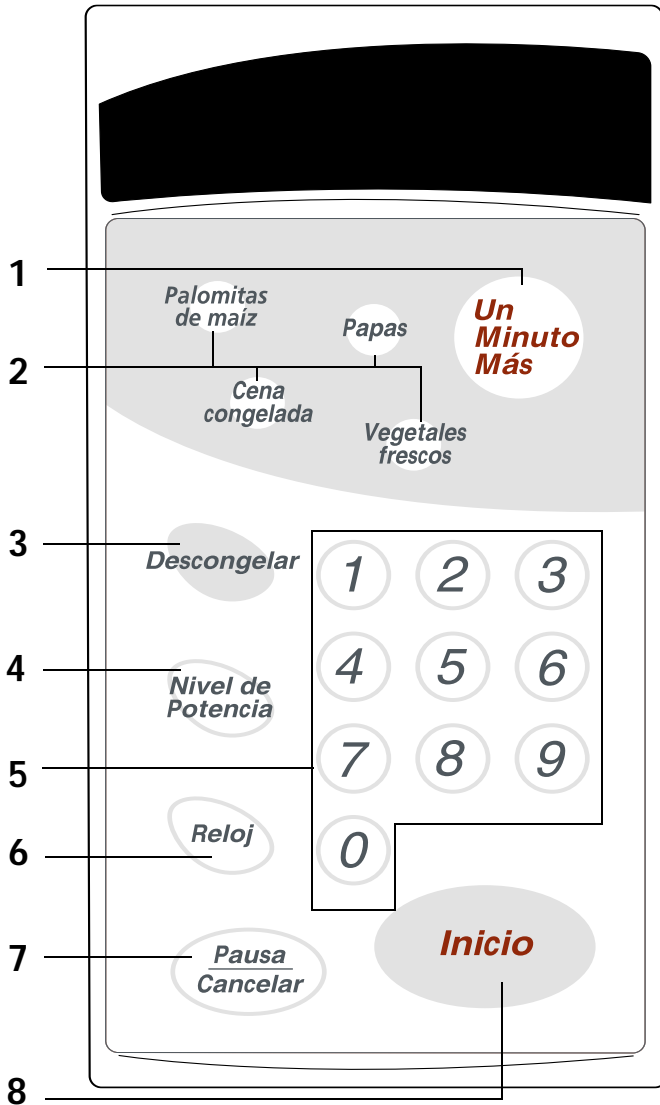 1
Palomitas
de maíz
Papas
Un
Minuto
Más
2
Cena
congelada
Vegetales
frescos
3
Descongelar
1 2 3
4
Nivel de
Potencia
4 5 6
5
7 8 9
6
Reloj
0
7
Pausa
Cancelar
Inicio
8